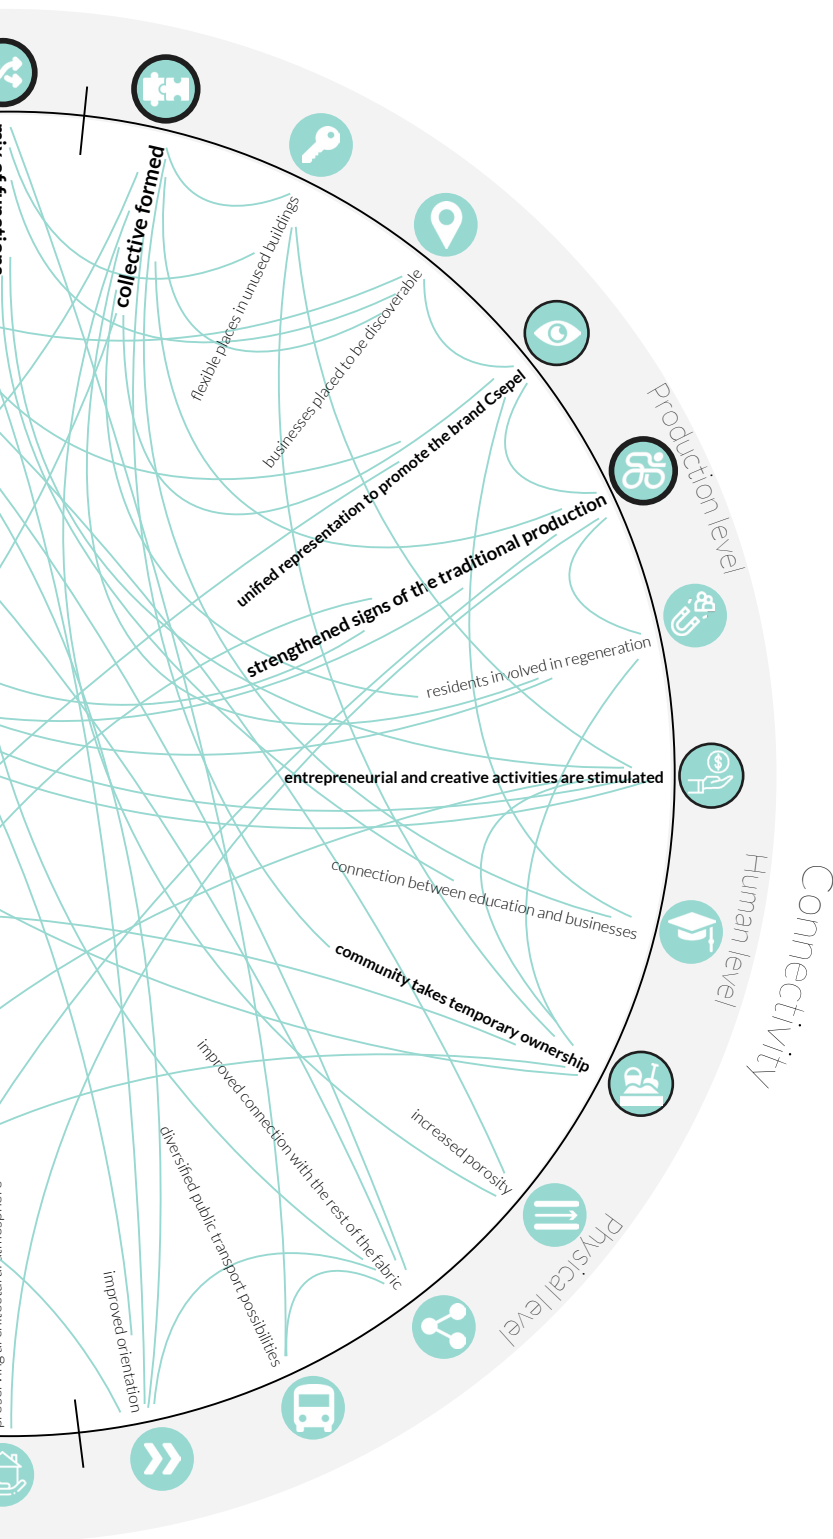 collective formed
flexible places in unused buildings
businesses placed to be discoverable
unified representation to promote the brand Csepel
strengthened signs of the traditional production
residents involved in regeneration
entrepreneurial and creative activities are stimulated
connection between education and businesses
community takes temporary ownership
increased porosity
improved connection with the rest of the fabric
diversified public transport possibilities
improved orientation
Production level
Human level
Physical level
Connectivity
$